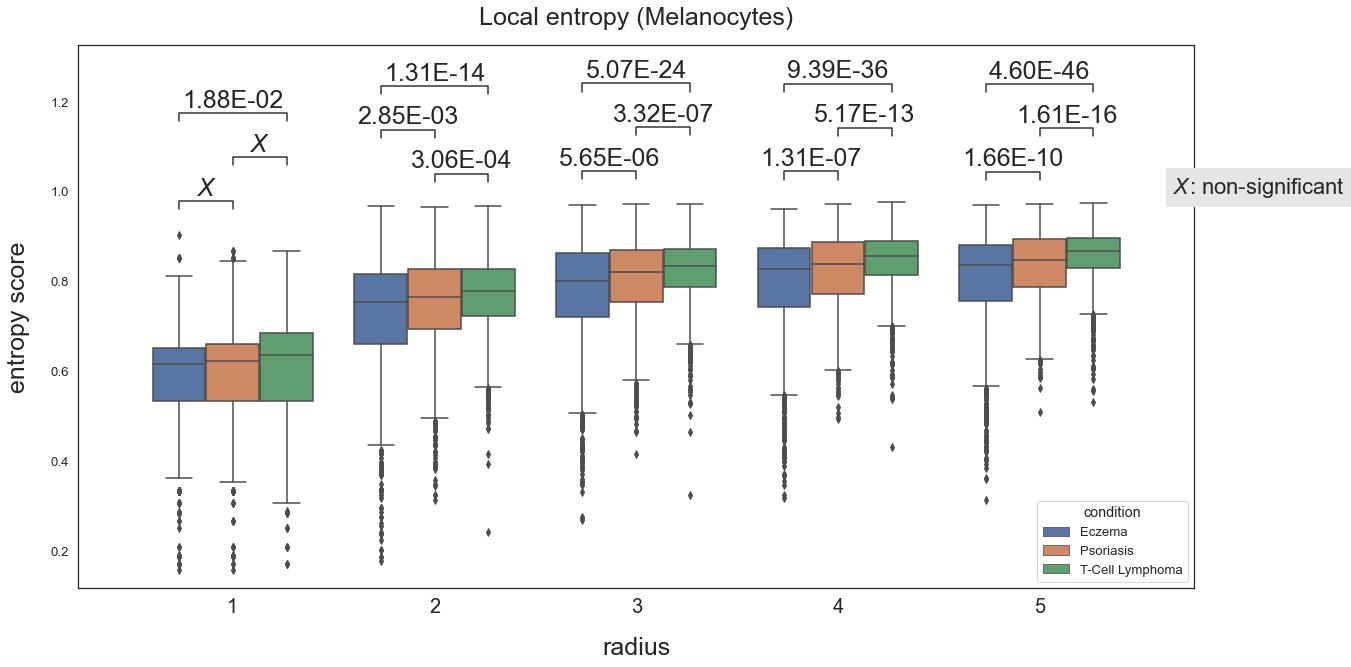 Local entropy (Melanocytes)
entropy score
1.2
1.0
0.8
0.6
0.4
0.2
1.88E-02
X
X
1.31E-14
2.85E-03
3.06E-04
5.07E-24
3.32E-07
5.65E-06
9.39E-36
5.17E-13
1.31E-07
4.60E-46
1.61E-16
1.66E-10
X: non-significant
condition
Eczema
Psoriasis
T-Cell Lymphoma
1 2 3 4 5
radius